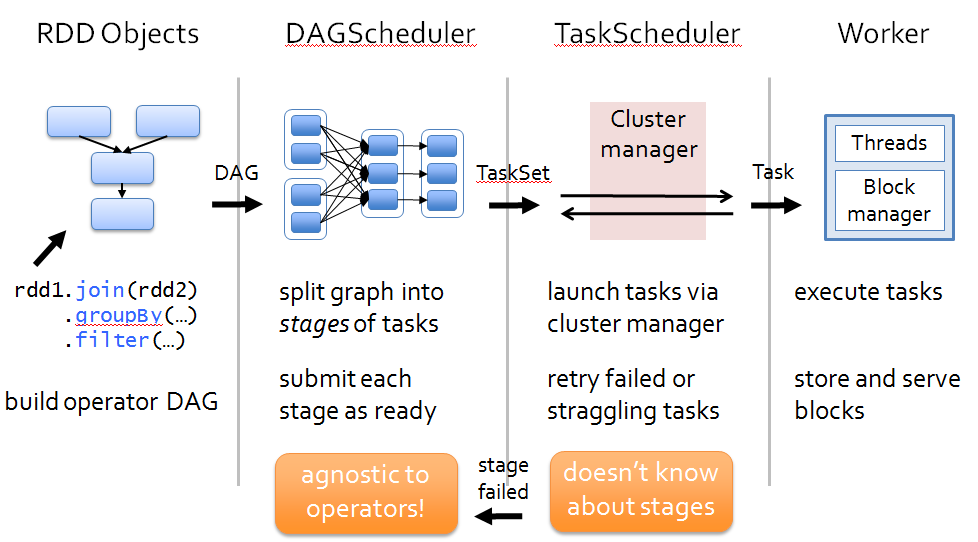 RDD Objects
DAGScheduler
TaskScheduler
Worker
DAG
TaskSet
Cluster
manager
Task
Threads
Block
manager
rdd1.join(rdd2)
.groupBy(…)
.filter(…)
build operator DAG
split graph into
stages of tasks
submit each
stage as ready
launch tasks via
cluster manager
retry failed or
straggling tasks
execute tasks
store and serve
blocks
agnostic to
operators!
stage
failed
doesn’t know
about stages